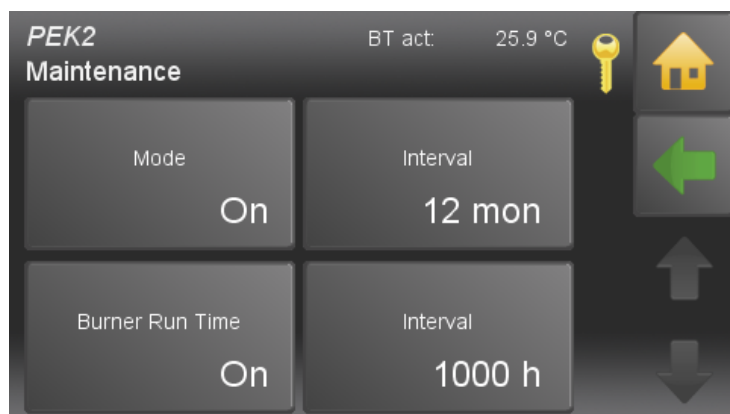 PEK2 BT act: 25.9 °C
Maintenance
Mode
On
Interval
12 mon
Burner Run Time
On
Interval
1000 h